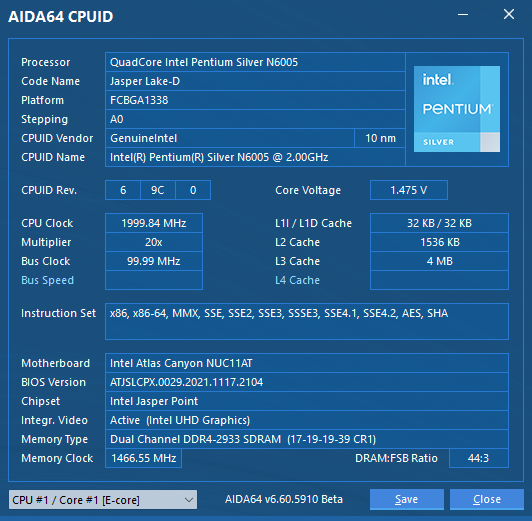 AIDA64 CPUID
Processor QuadCore Intel Pentium Silver N6005
Code Name Jasper Lake-D
Platform FCBGA1338
Stepping A0
CPUID Vendor GenuineIntel 10 nm
CPUID Name Intel(R) Pentium(R) Silver N6005 @ 2.00GHz
intel.
PENTIUM
SILVER
CPUID Rev. 6 9C 0 Core Voltage 1.475 V
CPU Clock 1999.84 MHz L1I / L1D Cache 32 KB / 32 KB
Multiplier 20x L2 Cache 1536 KB
Bus Clock 99.99 MHz L3 Cache 4 MB
Bus Speed L4 Cache
Instruction Set x86, x86-64, MMX, SSE, SSE2, SSE3, SSSE3, SSE4.1, SSE4.2, AES, SHA
Motherboard Intel Atlas Canyon NUC11AT
BIOS Version ATJSLCPX.0029.2021.1117.2104
Chipset Intel Jasper Point
Integr. Video Active (Intel UHD Graphics)
Memory Type Dual Channel DDR4-2933 SDRAM (17-19-19-39 CR1)
Memory Clock 1466.55 MHz DRAM:FSB Ratio 44:3
CPU #1 / Core #1 [E-core] AIDA64 v6.60.5910 Beta Save Close